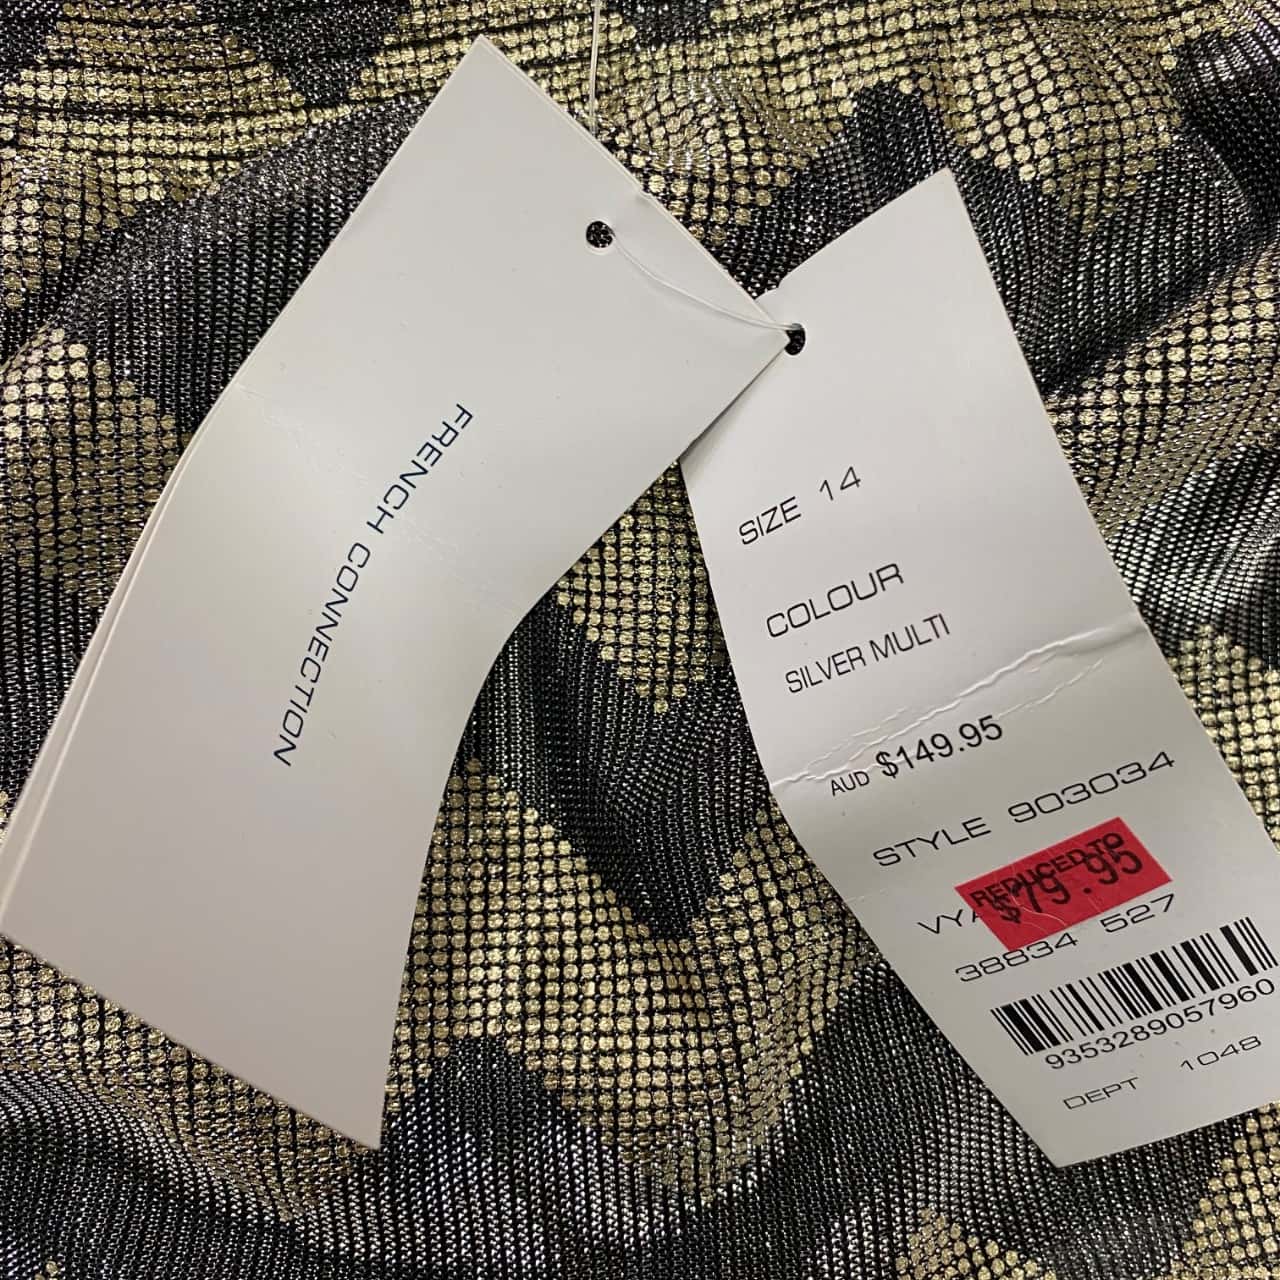 FRENCH CONNECTION
SIZE 14
COLOUR
SILVER MULTI
AUD $149.95
STYLE 903034
REDUCED TO
$79.95
38834 527
9353289057960
DEPT 1048